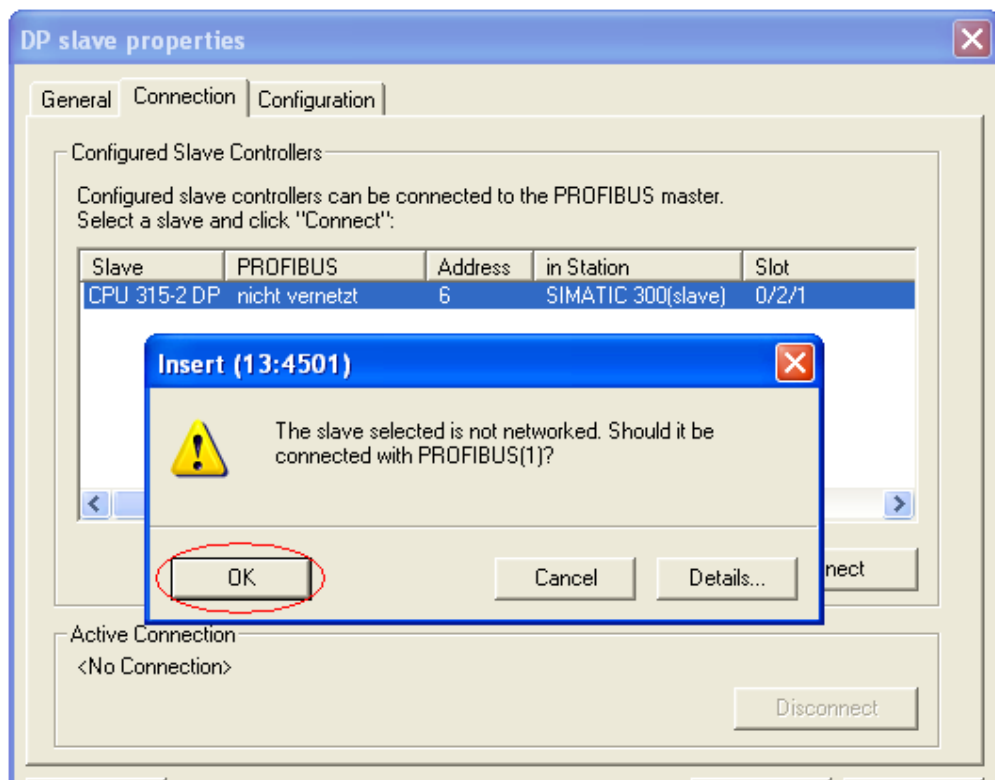 DP slave properties
General Connection Configuration
Configured Slave Controllers
Configured slave controllers can be connected to the PROFIBUS master.
Select a slave and click "Connect":
Slave PROFIBUS Address in Station Slot
CPU 315-2 DP nicht vernetzt 6 SIMATIC 300(slave) 0/2/1
Insert (13:4501)
The slave selected is not networked. Should it be
connected with PROFIBUS(1)?
OK Cancel Details... nect
Active Connection
<No Connection>
Disconnect